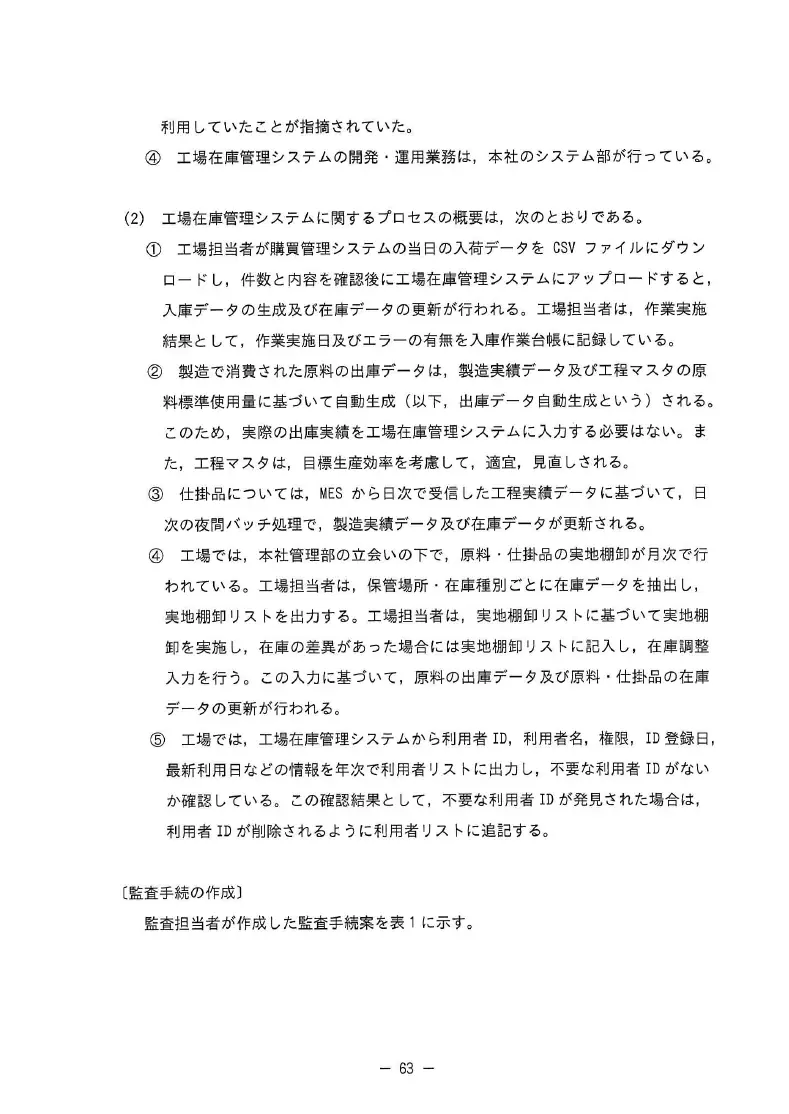 利用していたことが指摘されていた。
④ 工場在庫管理システムの開発・運用業務は，本社のシステム部が行っている。
(2) 工場在庫管理システムに関するプロセスの概要は，次のとおりである。
① 工場担当者が購買管理システムの当日の入荷データを CSV ファイルにダウン
ロードし，件数と内容を確認後に工場在庫管理システムにアップロードすると，
入庫データの生成及び在庫データの更新が行われる。工場担当者は，作業実施
結果として，作業実施日及びエラーの有無を入庫作業台帳に記録している。
② 製造で消費された原料の出庫データは，製造実績データ及び工程マスタの原
料標準使用量に基づいて自動生成（以下，出庫データ自動生成という）される。
このため，実際の出庫実績を工場在庫管理システムに入力する必要はない。ま
た，工程マスタは，目標生産効率を考慮して，適宜，見直しされる。
③ 仕掛品については，MES から日次で受信した工程実績データに基づいて，日
次の夜間バッチ処理で，製造実績データ及び在庫データが更新される。
④ 工場では，本社管理部の立会いの下で，原料・仕掛品の実地棚卸が月次で行
われている。工場担当者は，保管場所・在庫種別ごとに在庫データを抽出し，
実地棚卸リストを出力する。工場担当者は，実地棚卸リストに基づいて実地棚
卸を実施し，在庫の差異があった場合には実地棚卸リストに記入し，在庫調整
入力を行う。この入力に基づいて，原料の出庫データ及び原料・仕掛品の在庫
データの更新が行われる。
⑤ 工場では，工場在庫管理システムから利用者 ID，利用者名，権限，ID 登録日，
最新利用日などの情報を年次で利用者リストに出力し，不要な利用者 ID がない
か確認している。この確認結果として，不要な利用者 ID が発見された場合は，
利用者 ID が削除されるように利用者リストに追記する。
〔監査手続の作成〕
監査担当者が作成した監査手続案を表 1 に示す。
－ 63 －